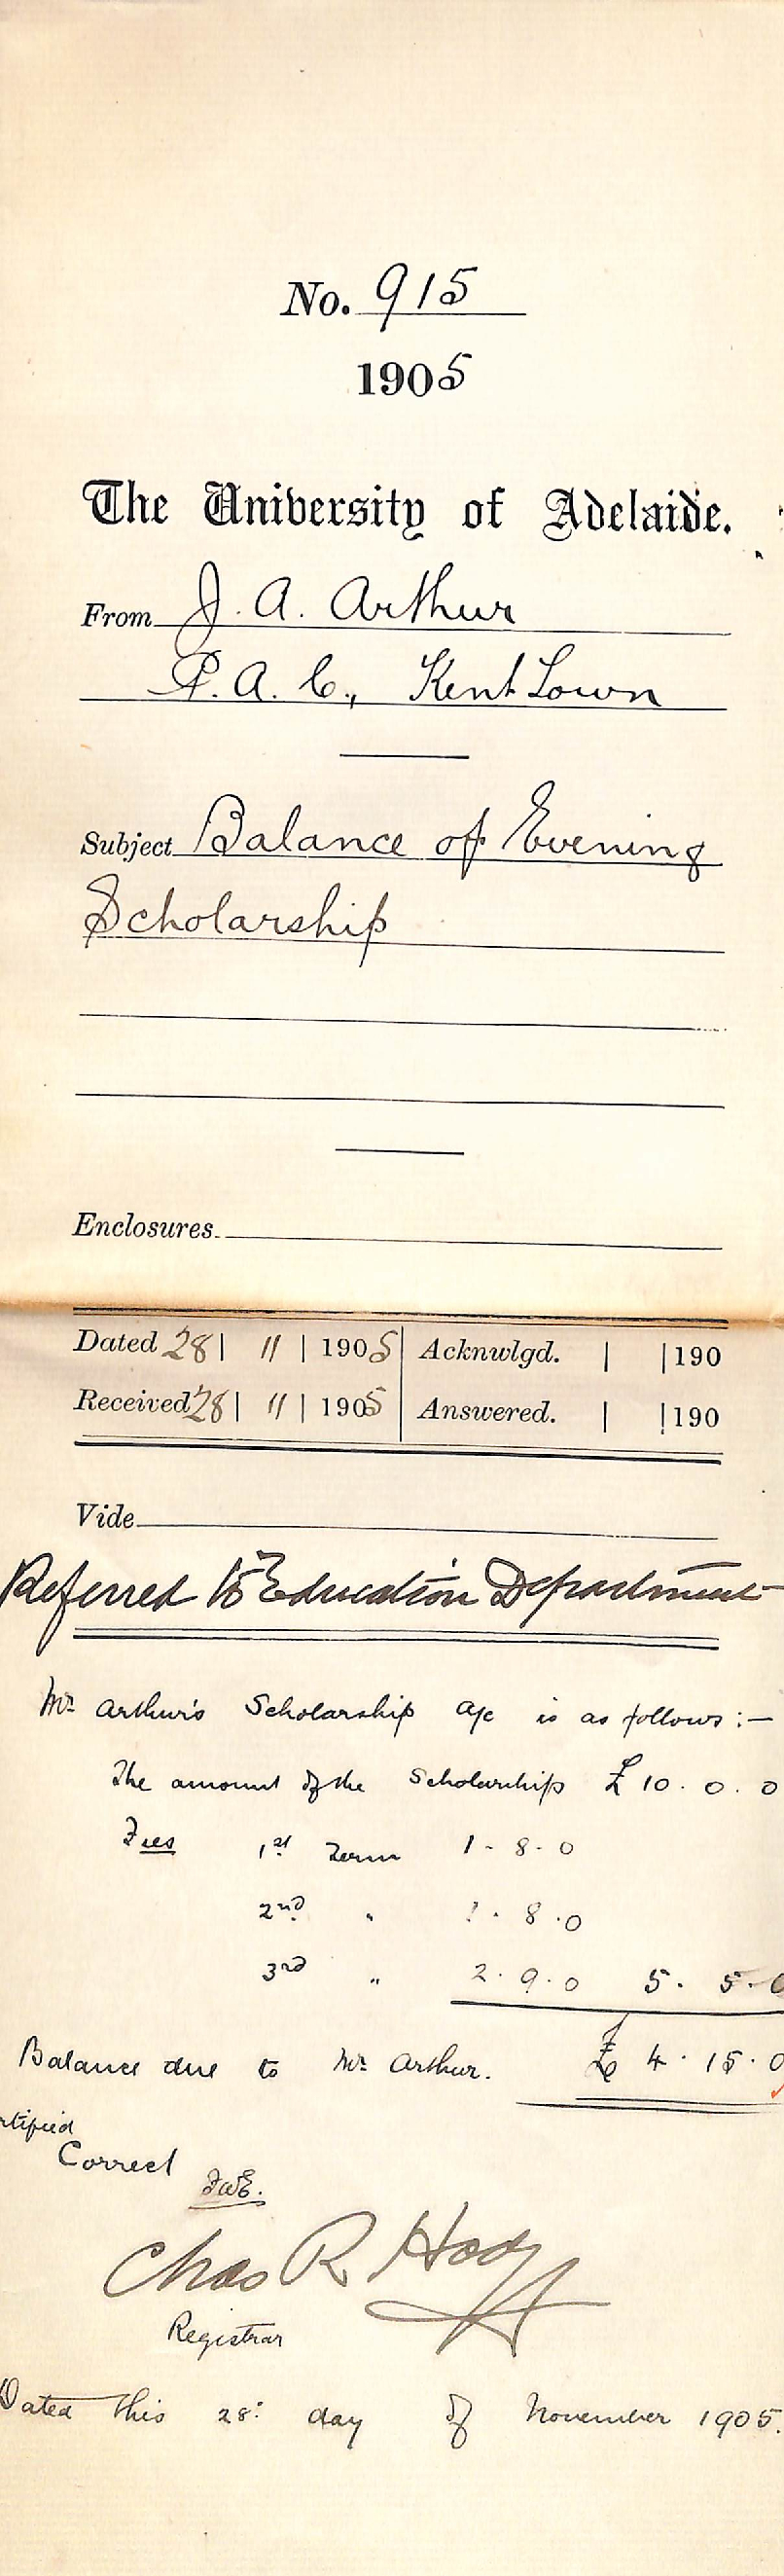 No. 915
1905
The University of Adelaide.
From J. A. Arthur
P. A. C., Kent Town
Subject Balance of Evening
Scholarship
Enclosures
Dated 28 | 11 | 1905 | Acknwlgd. | | 190
Received 28 | 11 | 1905 | Answered. | | 190
Vide
Referred to Education Department
Mr Arthur's Scholarship a/c is as follows:—
The amount of the Scholarship £10. 0. 0
Fees 1st Term 1. 8. 0
2nd " 1. 8. 0
3rd " 2. 9. 0 5. 5. 0
Balance due to Mr Arthur. £ 4. 15. 0
rtified
Correct
FWE.
Chas R Hodge
Registrar
Dated this 28: day of November 1905.